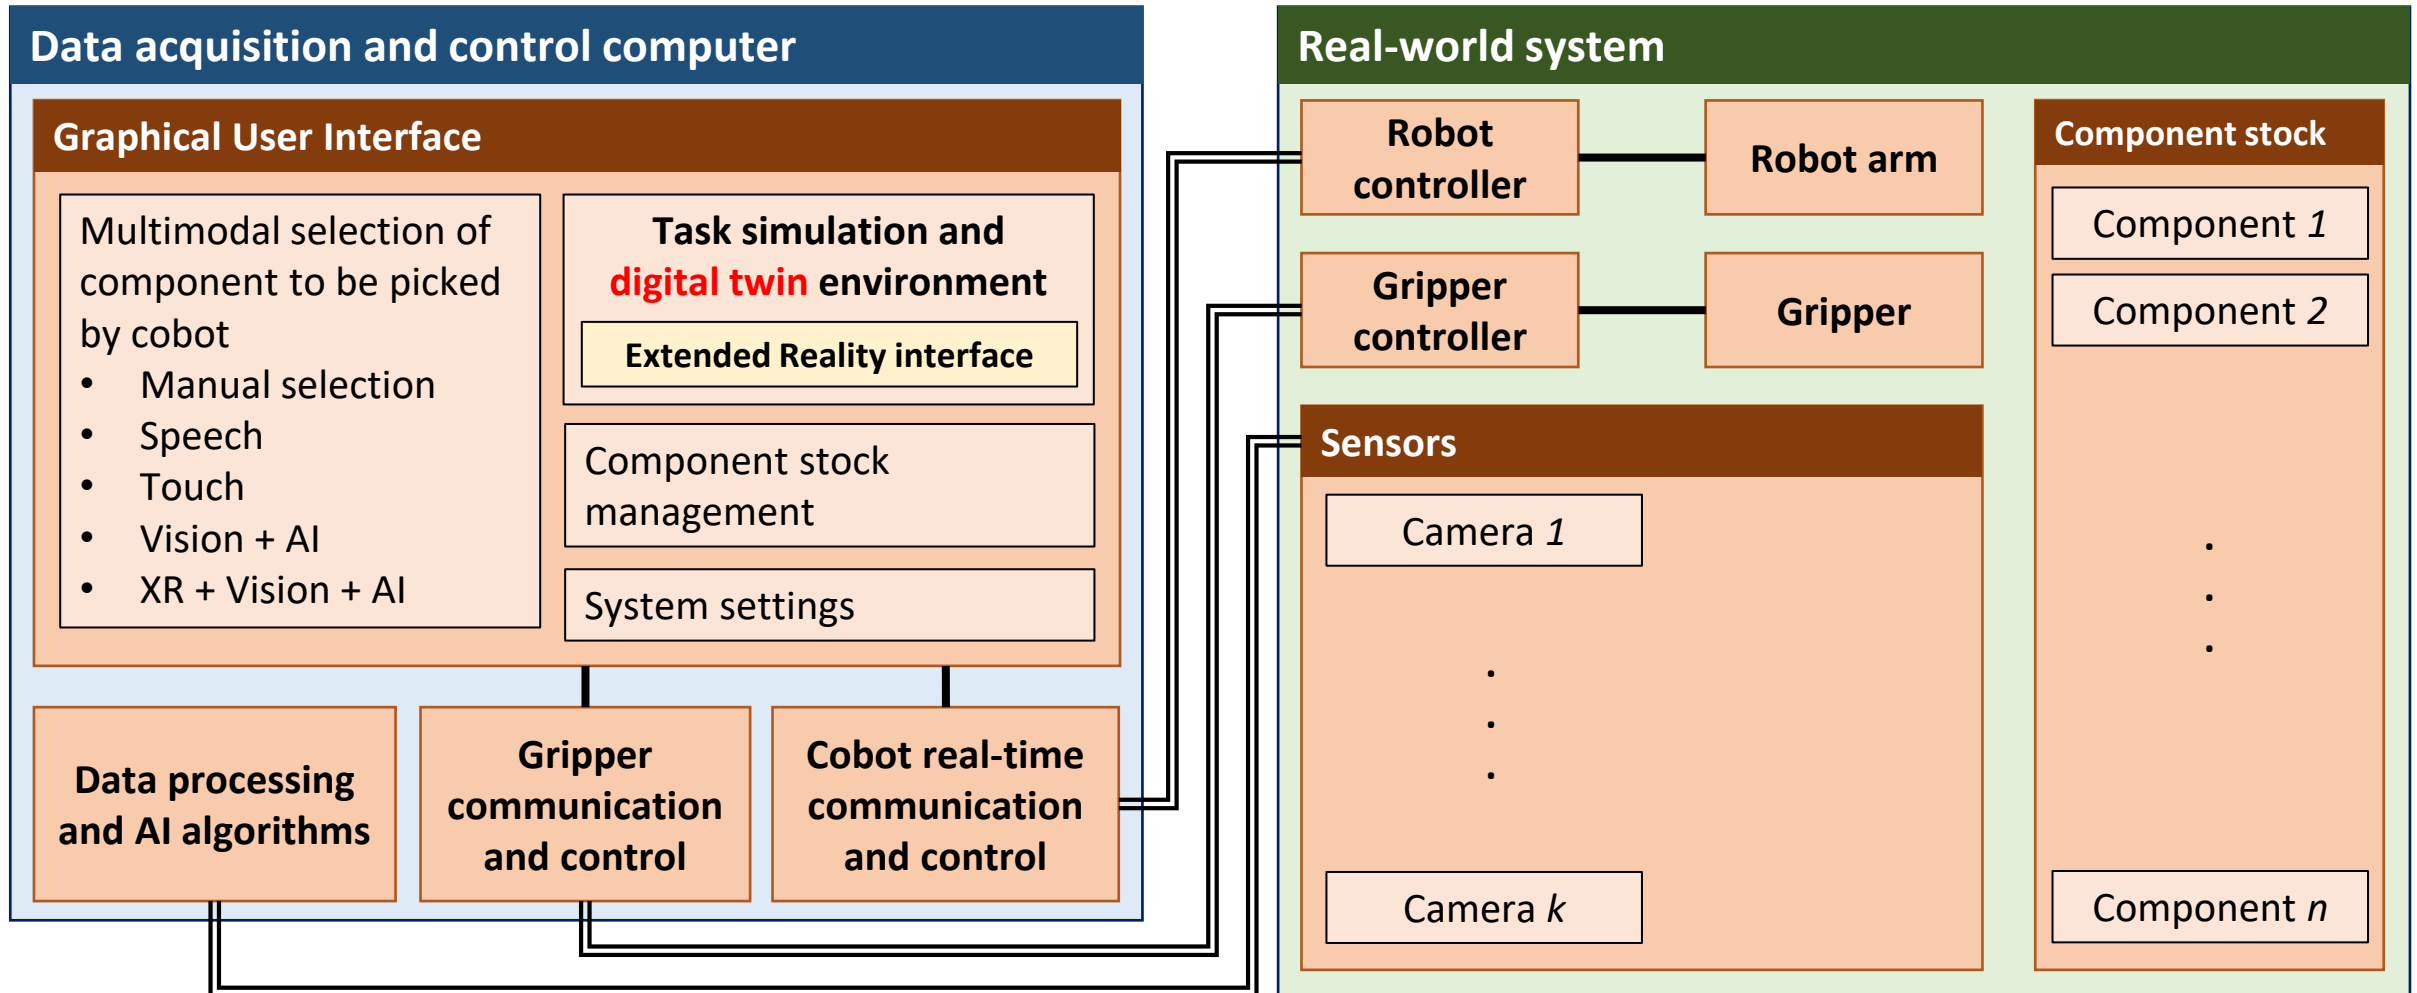 Data acquisition and control computer
Graphical User Interface
Multimodal selection of
component to be picked
by cobot
• Manual selection
• Speech
• Touch
• Vision + AI
• XR + Vision + AI
Task simulation and
digital twin environment
Extended Reality interface
Component stock
management
System settings
Data processing
and AI algorithms
Gripper
communication
and control
Cobot real-time
communication
and control
Real-world system
Robot
controller
Robot arm
Gripper
controller
Gripper
Sensors
Camera 1
.
.
.
Camera k
Component stock
Component 1
Component 2
.
.
.
Component n